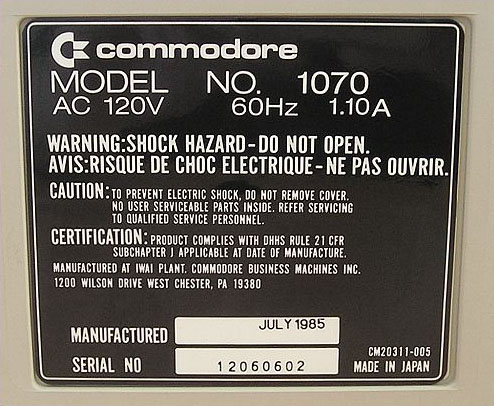 commodore
MODEL NO. 1070
AC 120V 60Hz 1.10A
WARNING:SHOCK HAZARD-DO NOT OPEN.
AVIS:RISQUE DE CHOC ELECTRIQUE-NE PAS OUVRIR.
CAUTION: TO PREVENT ELECTRIC SHOCK, DO NOT REMOVE COVER.
NO USER SERVICEABLE PARTS INSIDE. REFER SERVICING
TO QUALIFIED SERVICE PERSONNEL.
CERTIFICATION: PRODUCT COMPLIES WITH DHHS RULE 21 CFR
SUBCHAPTER J APPLICABLE AT DATE OF MANUFACTURE.
MANUFACTURED AT IWAI PLANT. COMMODORE BUSINESS MACHINES INC.
1200 WILSON DRIVE WEST CHESTER, PA 19380
MANUFACTURED JULY 1985
CM20311-005
SERIAL NO 12060602 MADE IN JAPAN